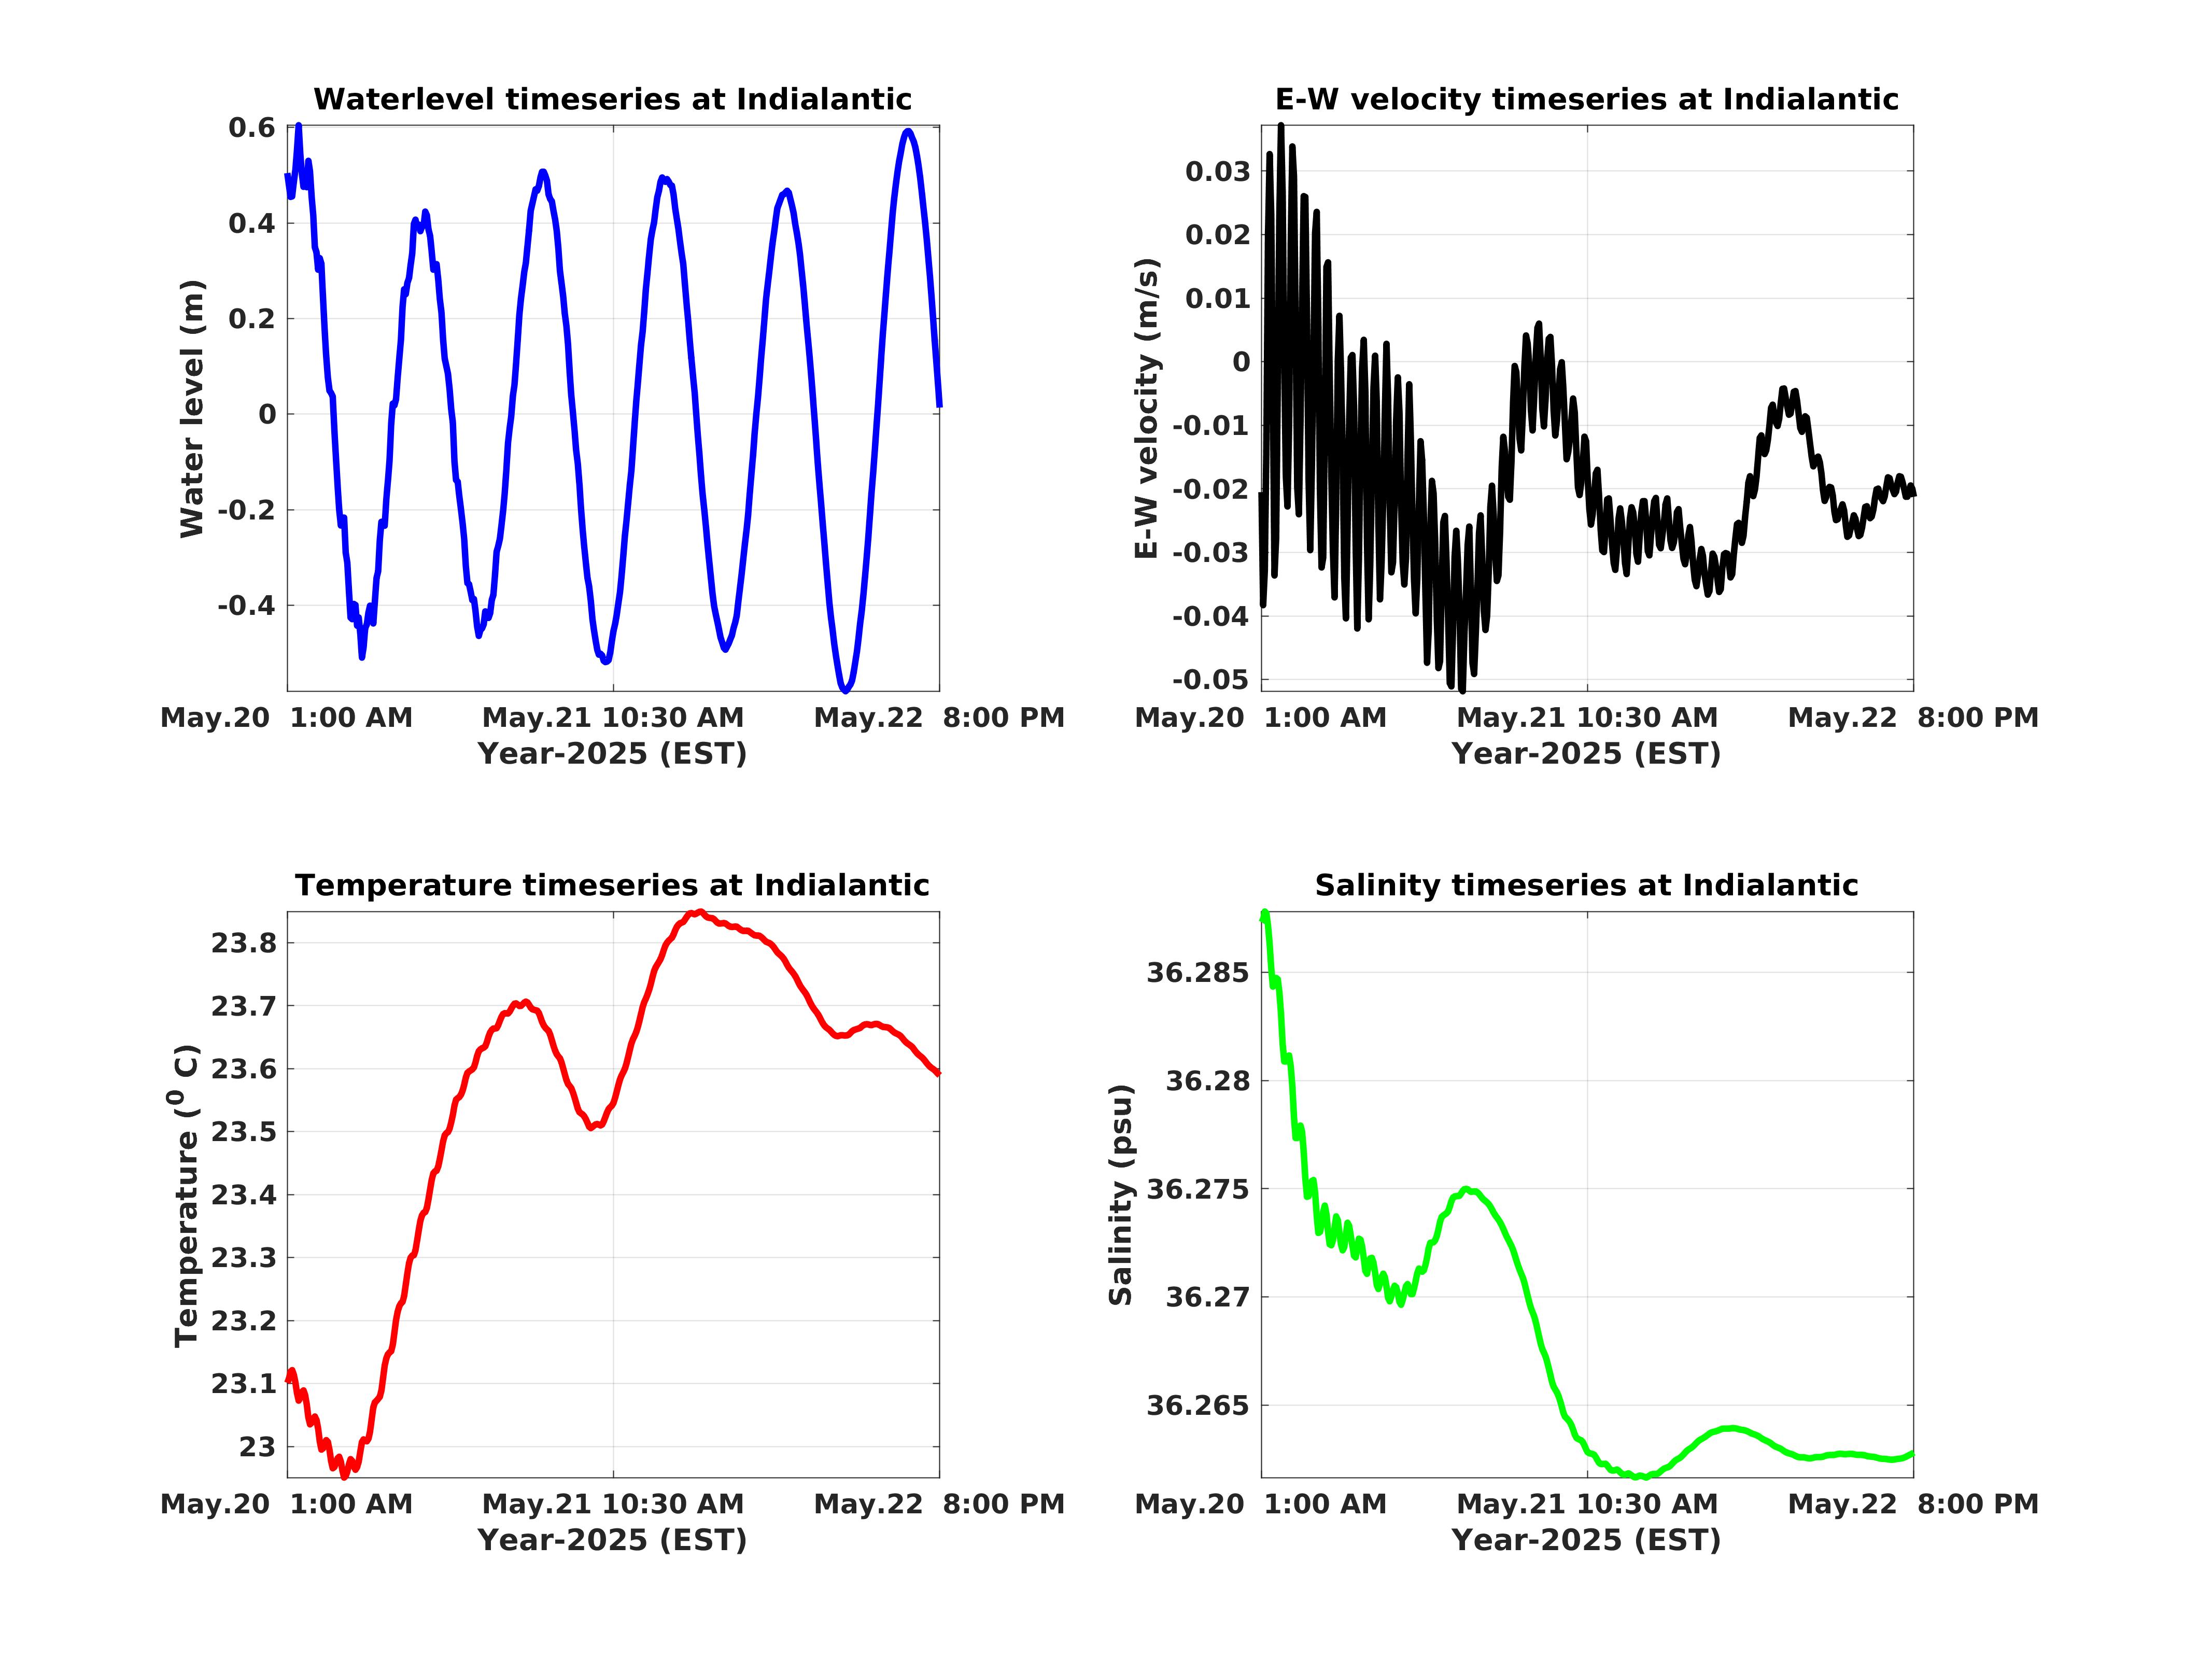 Waterlevel timeseries at Indialantic
Water level (m)
0.6
0.4
0.2
0
-0.2
-0.4
May.20 1:00 AM May.21 10:30 AM May.22 8:00 PM
Year-2025 (EST)
E-W velocity timeseries at Indialantic
E-W velocity (m/s)
0.03
0.02
0.01
0
-0.01
-0.02
-0.03
-0.04
-0.05
May.20 1:00 AM May.21 10:30 AM May.22 8:00 PM
Year-2025 (EST)
Temperature timeseries at Indialantic
Temperature (⁰ C)
23.8
23.7
23.6
23.5
23.4
23.3
23.2
23.1
23
May.20 1:00 AM May.21 10:30 AM May.22 8:00 PM
Year-2025 (EST)
Salinity timeseries at Indialantic
Salinity (psu)
36.285
36.28
36.275
36.27
36.265
May.20 1:00 AM May.21 10:30 AM May.22 8:00 PM
Year-2025 (EST)